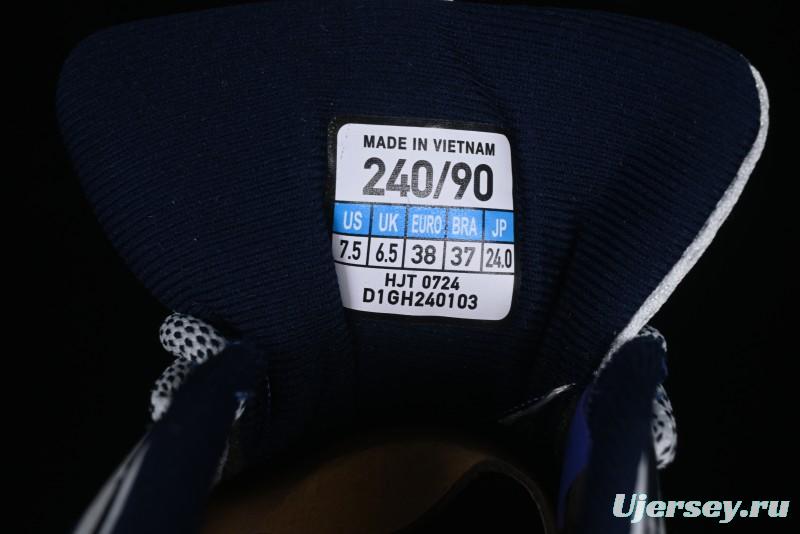 MADE IN VIETNAM
240/90
US UK EURO BRA JP
7.5 6.5 38 37 24.0
HJT 0724
D1GH240103
Ujersey.ru